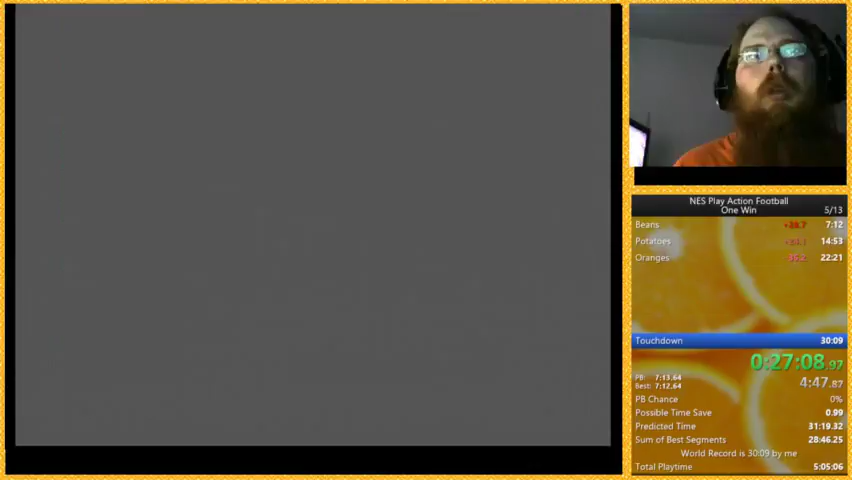 NES Play Action Football
One Win 5/13
Beans 7:12
Potatoes 14:53
Oranges 22:21
Touchdown 30:09
0:27:08.97
PB: 7:13.64
Best: 7:12.64
4:47.87
PB Chance 0%
Possible Time Save 0.99
Predicted Time 31:19.32
Sum of Best Segments 28:46.25
World Record is 30:09 by me
Total Playtime 5:05:06